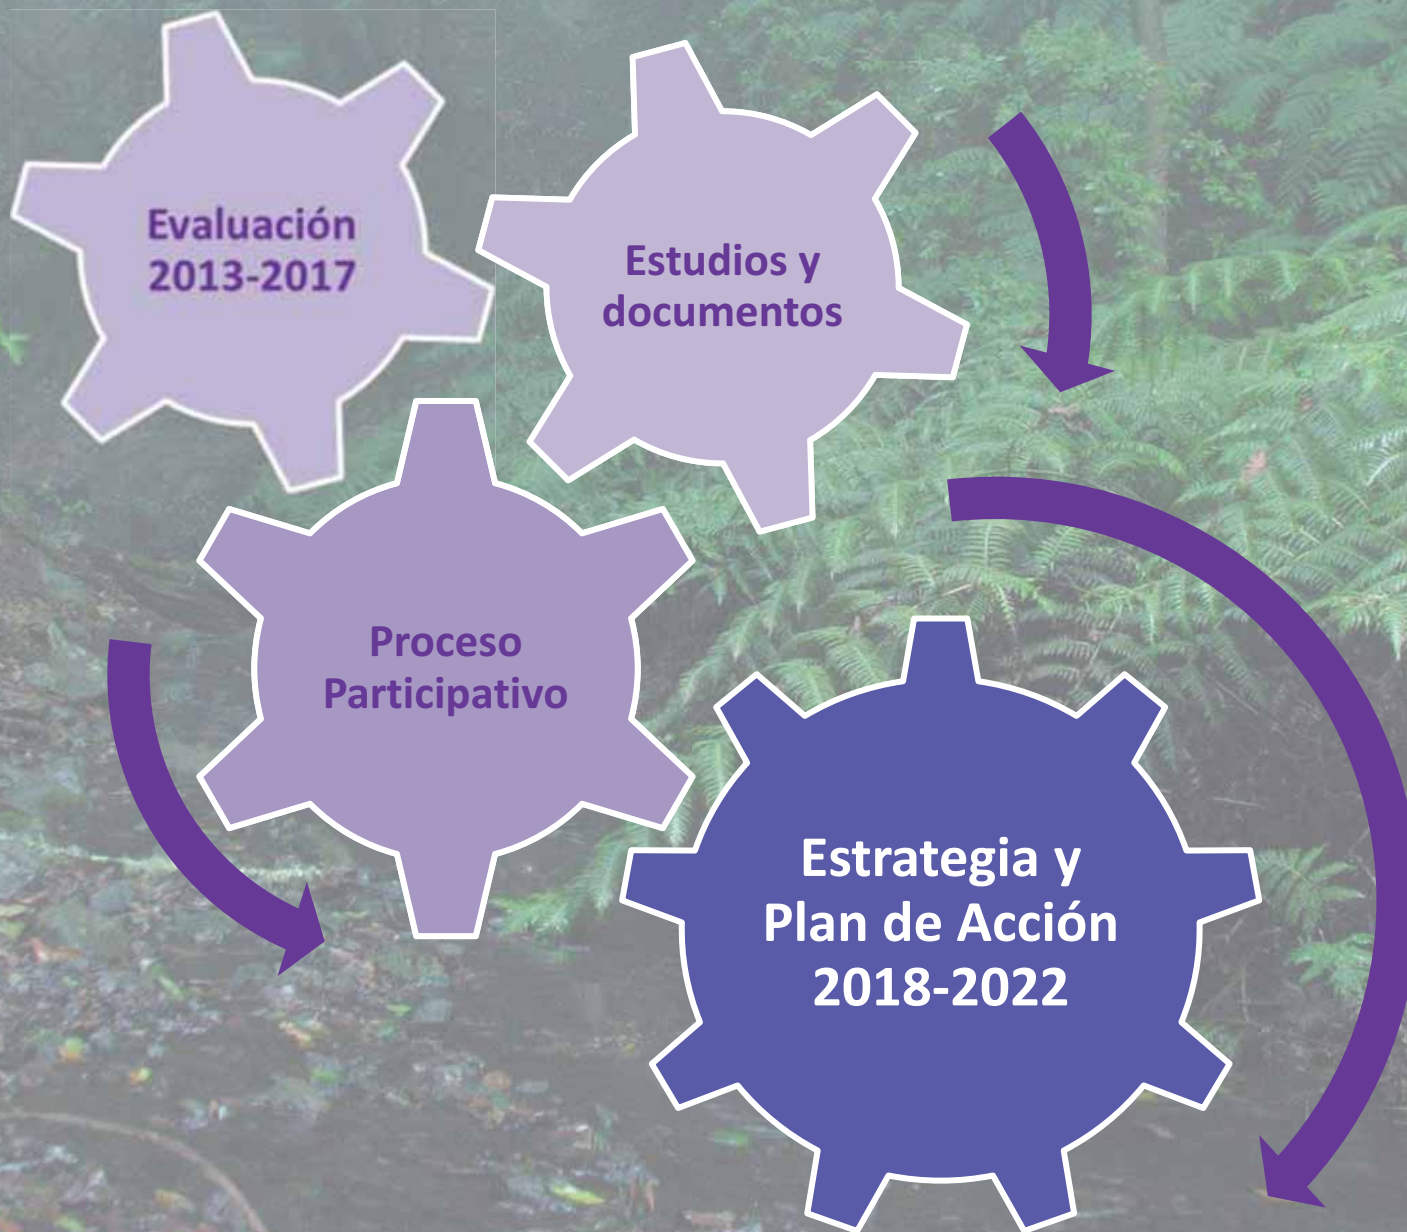 Evaluación
2013-2017
Estudios y
documentos
Proceso
Participativo
Estrategia y
Plan de Acción
2018-2022